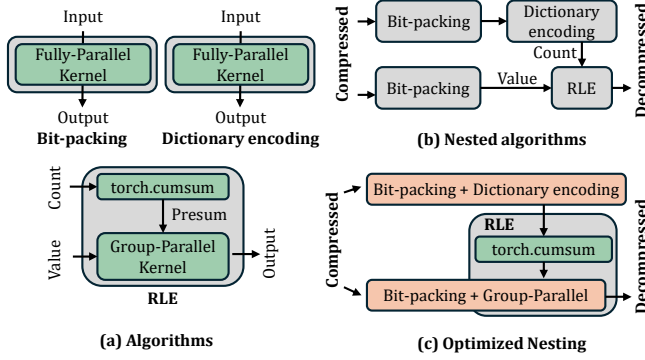 Input
Fully-Parallel
Kernel
Output
Bit-packing
Input
Fully-Parallel
Kernel
Output
Dictionary encoding
Count
torch.cumsum
Presum
Value
Group-Parallel
Kernel
Output
RLE
(a) Algorithms
Compressed
Bit-packing
Dictionary
encoding
Count
Bit-packing
Value
RLE
Decompressed
(b) Nested algorithms
Compressed
Bit-packing + Dictionary encoding
RLE
torch.cumsum
Bit-packing + Group-Parallel
Decompressed
(c) Optimized Nesting